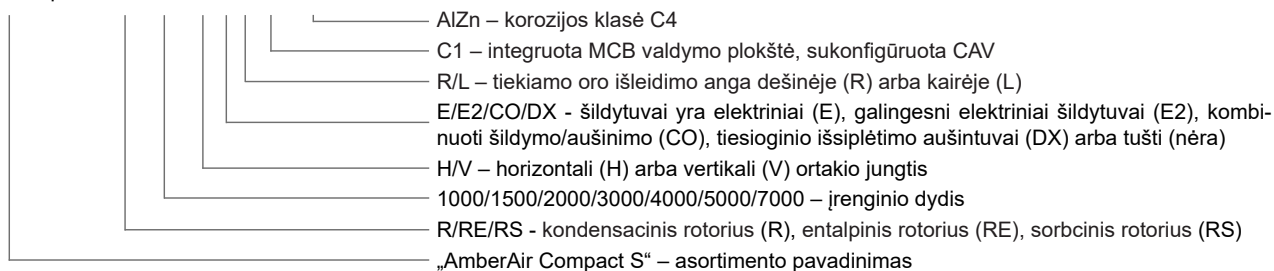 AlZn – korozijos klasė C4
C1 – integruota MCB valdymo plokštė, sukonfigūruota CAV
R/L – tiekiamo oro išleidimo anga dešinėje (R) arba kairėje (L)
E/E2/CO/DX - šildytuvai yra elektriniai (E), galingesni elektriniai šildytuvai (E2), kombi-
nuoti šildymo/aušinimo (CO), tiesioginio išsiplėtimo aušintuvai (DX) arba tušti (nėra)
H/V – horizontali (H) arba vertikali (V) ortakio jungtis
1000/1500/2000/3000/4000/5000/7000 – įrenginio dydis
R/RE/RS - kondensacinis rotorius (R), entalpinis rotorius (RE), sorbcinis rotorius (RS)
„AmberAir Compact S“ – asortimento pavadinimas